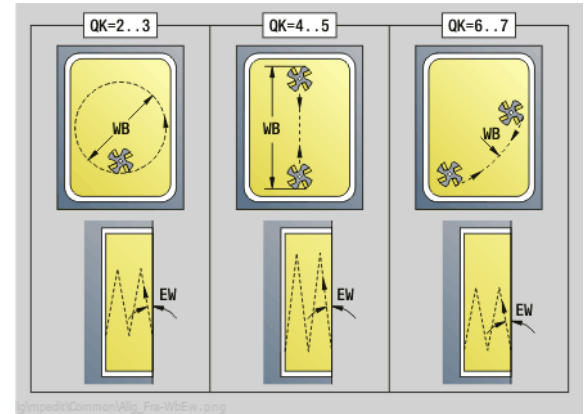 QK=2..3
QK=4..5
QK=6..7
WB
WB
WB
EW
EW
EW
lg\mpedit\Common\Allg_Fra-WbEw.png